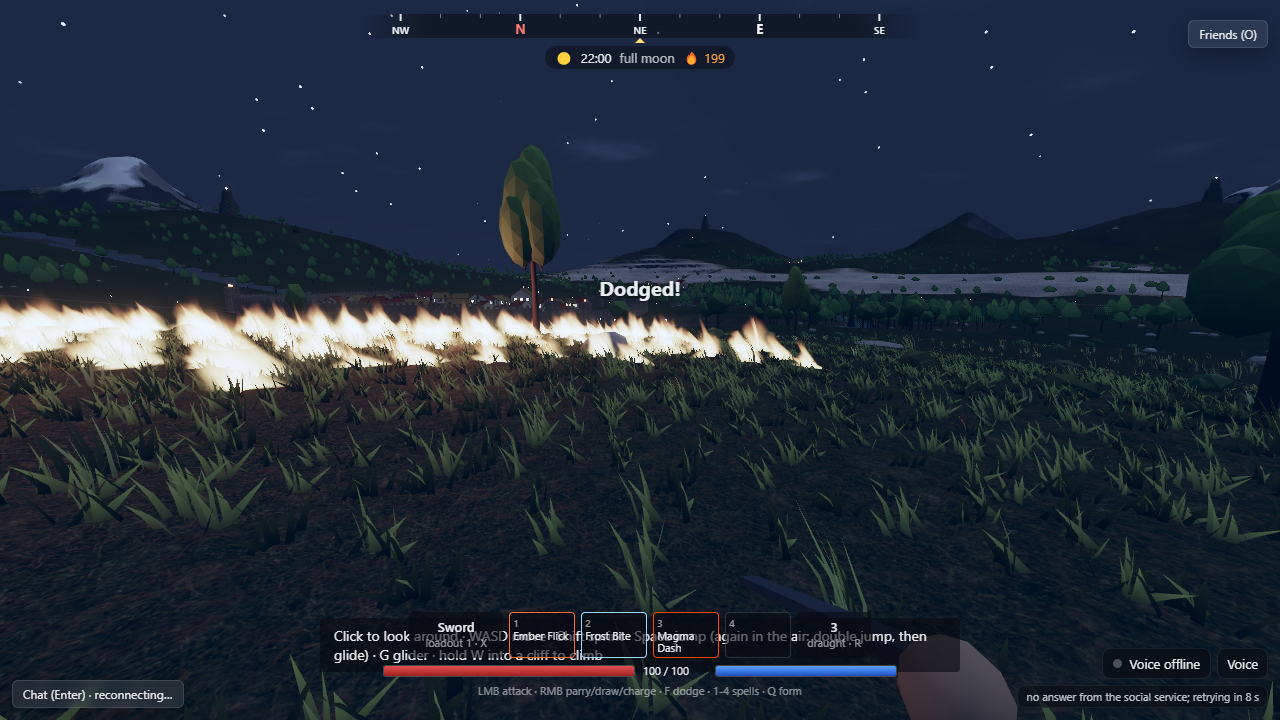 NW N NE E SE
Friends (O)
22:00 full moon 199
Dodged!
Sword
loadout 1 · X
1
Ember Flick
2
Frost Bite
3
Magma
Dash
4
3
draught · R
Click to look around · WASD
jump (again in the air: double jump, then
glide) · G glider · hold W into a cliff to climb
100 / 100
LMB attack · RMB parry/draw/charge · F dodge · 1-4 spells · Q form
Chat (Enter) · reconnecting...
Voice offline
Voice
no answer from the social service; retrying in 8 s